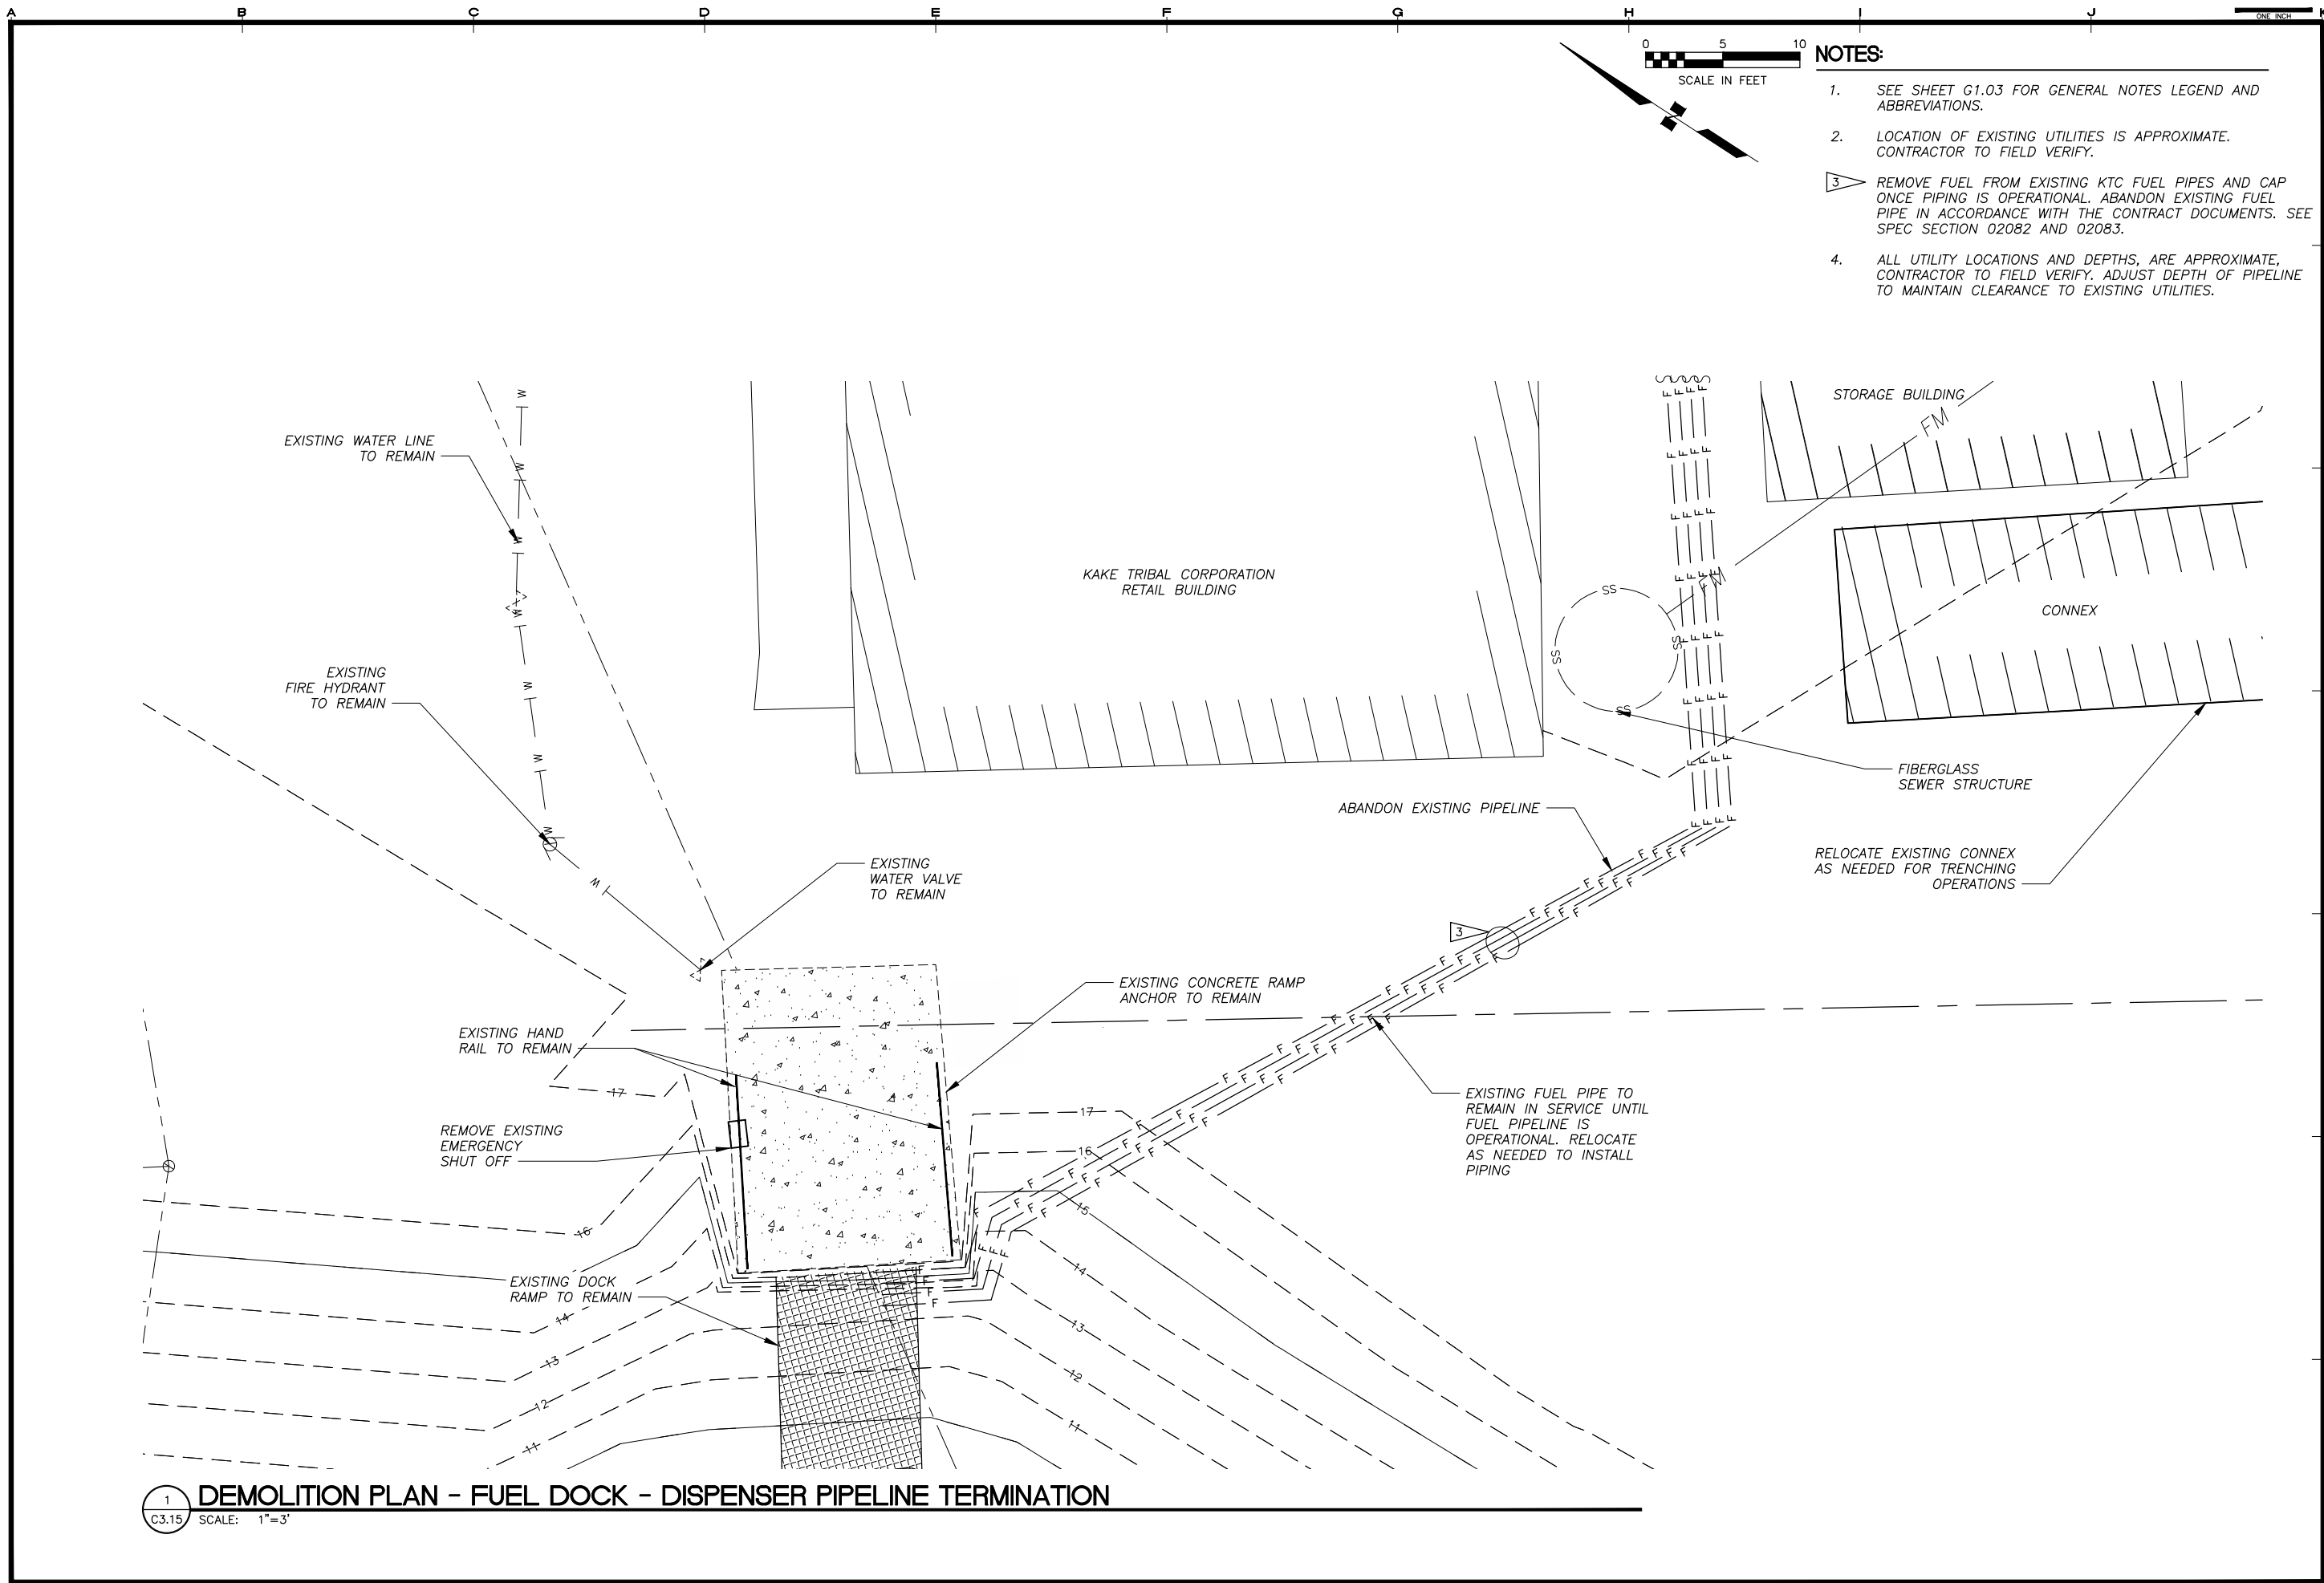 A B C D E F G H I J K
ONE INCH
0 5 10
SCALE IN FEET
NOTES:
1. SEE SHEET G1.03 FOR GENERAL NOTES LEGEND AND
ABBREVIATIONS.
2. LOCATION OF EXISTING UTILITIES IS APPROXIMATE.
CONTRACTOR TO FIELD VERIFY.
3 REMOVE FUEL FROM EXISTING KTC FUEL PIPES AND CAP
ONCE PIPING IS OPERATIONAL. ABANDON EXISTING FUEL
PIPE IN ACCORDANCE WITH THE CONTRACT DOCUMENTS. SEE
SPEC SECTION 02082 AND 02083.
4. ALL UTILITY LOCATIONS AND DEPTHS, ARE APPROXIMATE,
CONTRACTOR TO FIELD VERIFY. ADJUST DEPTH OF PIPELINE
TO MAINTAIN CLEARANCE TO EXISTING UTILITIES.
STORAGE BUILDING
FM
EXISTING WATER LINE
TO REMAIN
KAKE TRIBAL CORPORATION
RETAIL BUILDING
FM
SS
SS
SS
SS
CONNEX
EXISTING
FIRE HYDRANT
TO REMAIN
FIBERGLASS
SEWER STRUCTURE
ABANDON EXISTING PIPELINE
RELOCATE EXISTING CONNEX
AS NEEDED FOR TRENCHING
OPERATIONS
EXISTING
WATER VALVE
TO REMAIN
3
EXISTING CONCRETE RAMP
ANCHOR TO REMAIN
EXISTING HAND
RAIL TO REMAIN
EXISTING FUEL PIPE TO
REMAIN IN SERVICE UNTIL
FUEL PIPELINE IS
OPERATIONAL. RELOCATE
AS NEEDED TO INSTALL
PIPING
REMOVE EXISTING
EMERGENCY
SHUT OFF
EXISTING DOCK
RAMP TO REMAIN
17
16
14
13
12
11
17
16
15
14
13
12
11
1
C3.15
DEMOLITION PLAN - FUEL DOCK - DISPENSER PIPELINE TERMINATION
SCALE: 1"=3'